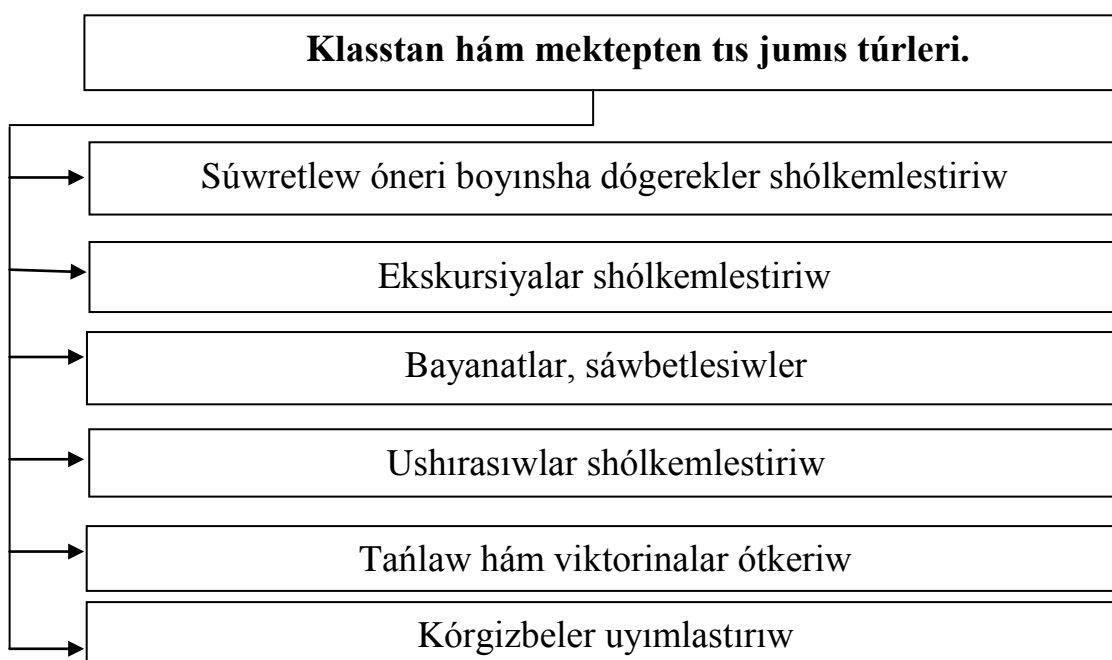 Klasstan hám mektepten tıs jumıs túrleri.
Súwretlew óneri boyınsha dógerekler shólkemlestiriw
Ekskursiyalar shólkemlestiriw
Bayanatlar, sáwbetlesiwler
Ushırasıwlar shólkemlestiriw
Tańlaw hám viktorinalar ótkeriw
Kórgizbeler uyımlastırıw